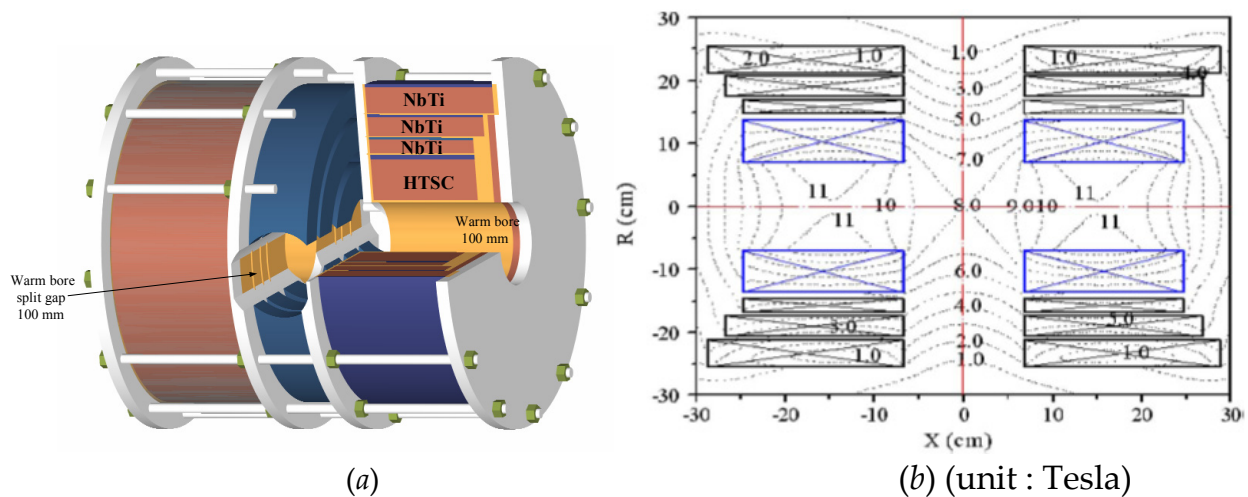 NbTi
NbTi
NbTi
HTSC
Warm bore
100 mm
Warm bore
split gap
100 mm
(a)
30
20
10
0
-10
-20
-30
R (cm)
2.0 1.0 1.0 1.0 1.0
3.0
5.0
7.0
11 11
10 8.0 9.0 10
11 11
6.0
4.0
3.0 5.0
2.0
1.0 1.0 1.0
-30 -20 -10 0 10 20 30
X (cm)
(b) (unit : Tesla)